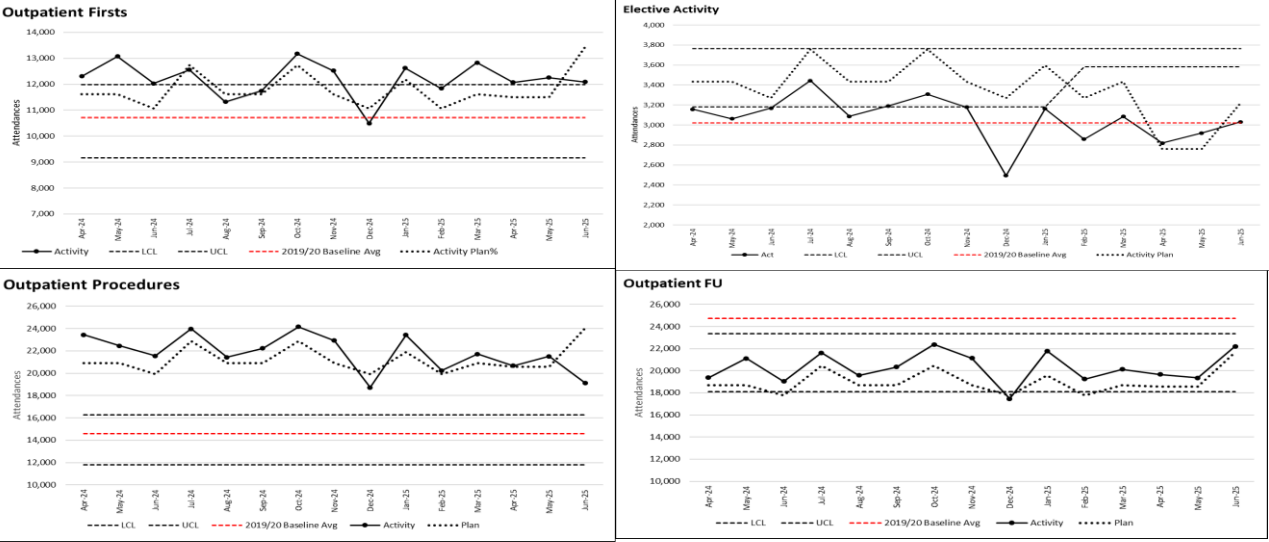 Outpatient Firsts
14,000
13,000
12,000
11,000
10,000
9,000
8,000
7,000
Attendances
Apr-24 May-24 Jun-24 Jul-24 Aug-24 Sep-24 Oct-24 Nov-24 Dec-24 Jan-25 Feb-25 Mar-25 Apr-25 May-25 Jun-25
Activity LCL UCL 2019/20 Baseline Avg Activity Plan%
Elective Activity
4,000
3,800
3,600
3,400
3,200
3,000
2,800
2,600
2,400
2,200
2,000
Attendances
Apr-24 May-24 Jun-24 Jul-24 Aug-24 Sep-24 Oct-24 Nov-24 Dec-24 Jan-25 Feb-25 Mar-25 Apr-25 May-25 Jun-25
Act LCL UCL 2019/20 Baseline Avg Activity Plan
Outpatient Procedures
26,000
24,000
22,000
20,000
18,000
16,000
14,000
12,000
10,000
Attendances
Apr-24 May-24 Jun-24 Jul-24 Aug-24 Sep-24 Oct-24 Nov-24 Dec-24 Jan-25 Feb-25 Mar-25 Apr-25 May-25 Jun-25
LCL UCL 2019/20 Baseline Avg Activity Plan
Outpatient FU
26,000
24,000
22,000
20,000
18,000
16,000
14,000
12,000
10,000
Attendances
Apr-24 May-24 Jun-24 Jul-24 Aug-24 Sep-24 Oct-24 Nov-24 Dec-24 Jan-25 Feb-25 Mar-25 Apr-25 May-25 Jun-25
LCL UCL 2019/20 Baseline Avg Activity Plan